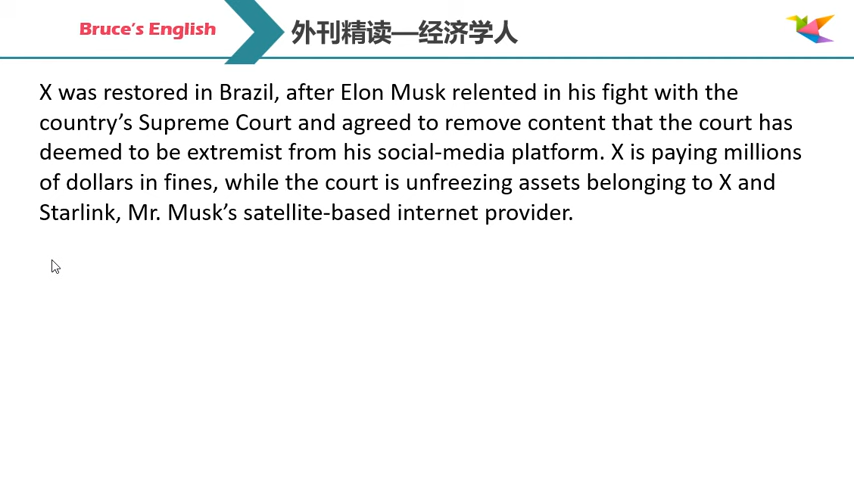 Bruce's English
外刊精读—经济学人
X was restored in Brazil, after Elon Musk relented in his fight with the
country’s Supreme Court and agreed to remove content that the court has
deemed to be extremist from his social-media platform. X is paying millions
of dollars in fines, while the court is unfreezing assets belonging to X and
Starlink, Mr. Musk’s satellite-based internet provider.